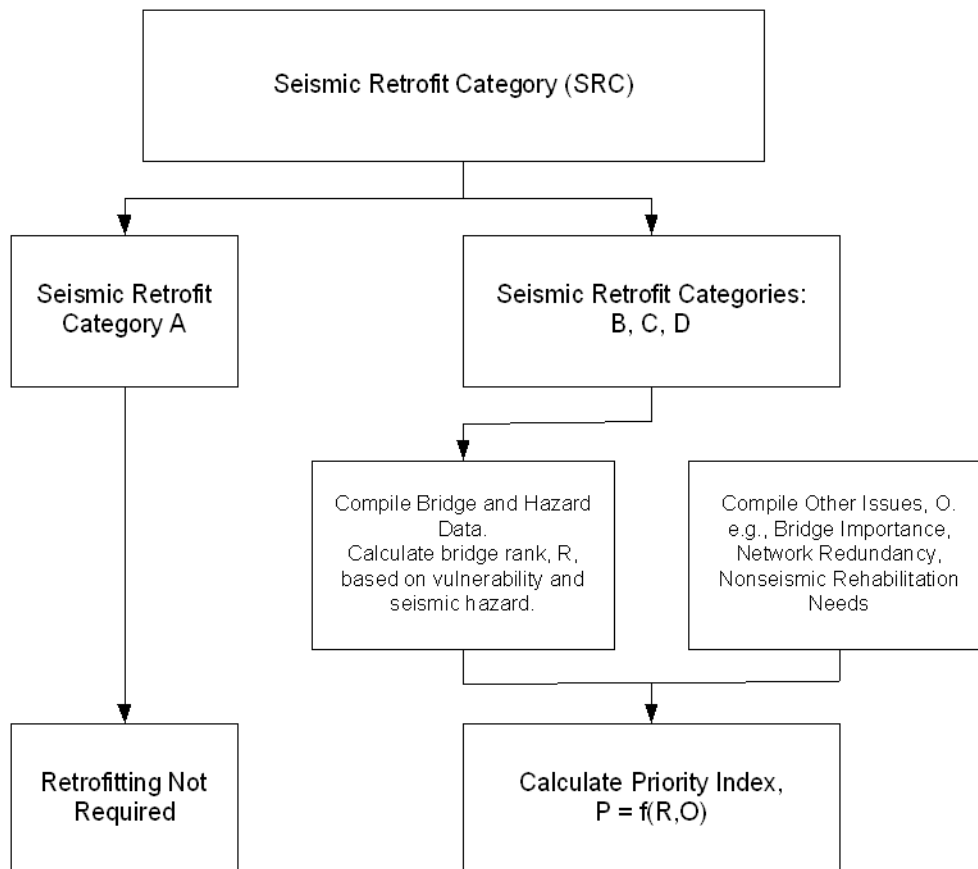 Seismic Retrofit Category (SRC)
Seismic Retrofit
Category A
Seismic Retrofit Categories:
B, C, D
Compile Bridge and Hazard
Data.
Calculate bridge rank, R,
based on vulnerability and
seismic hazard.
Compile Other Issues, O.
e.g., Bridge Importance,
Network Redundancy,
Nonseismic Rehabilitation
Needs
Retrofitting Not
Required
Calculate Priority Index,
P = f(R,O)